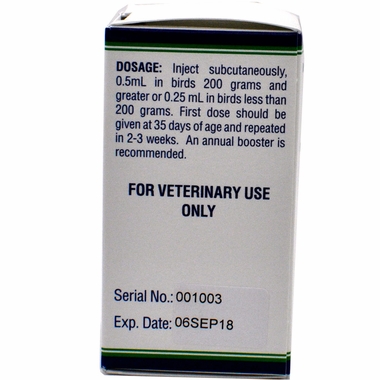 DOSAGE: Inject subcutaneously,
0.5mL in birds 200 grams and
greater or 0.25 mL in birds less than
200 grams. First dose should be
given at 35 days of age and repeated
in 2-3 weeks. An annual booster is
recommended.
FOR VETERINARY USE
ONLY
Serial No.: 001003
Exp. Date: 06SEP18